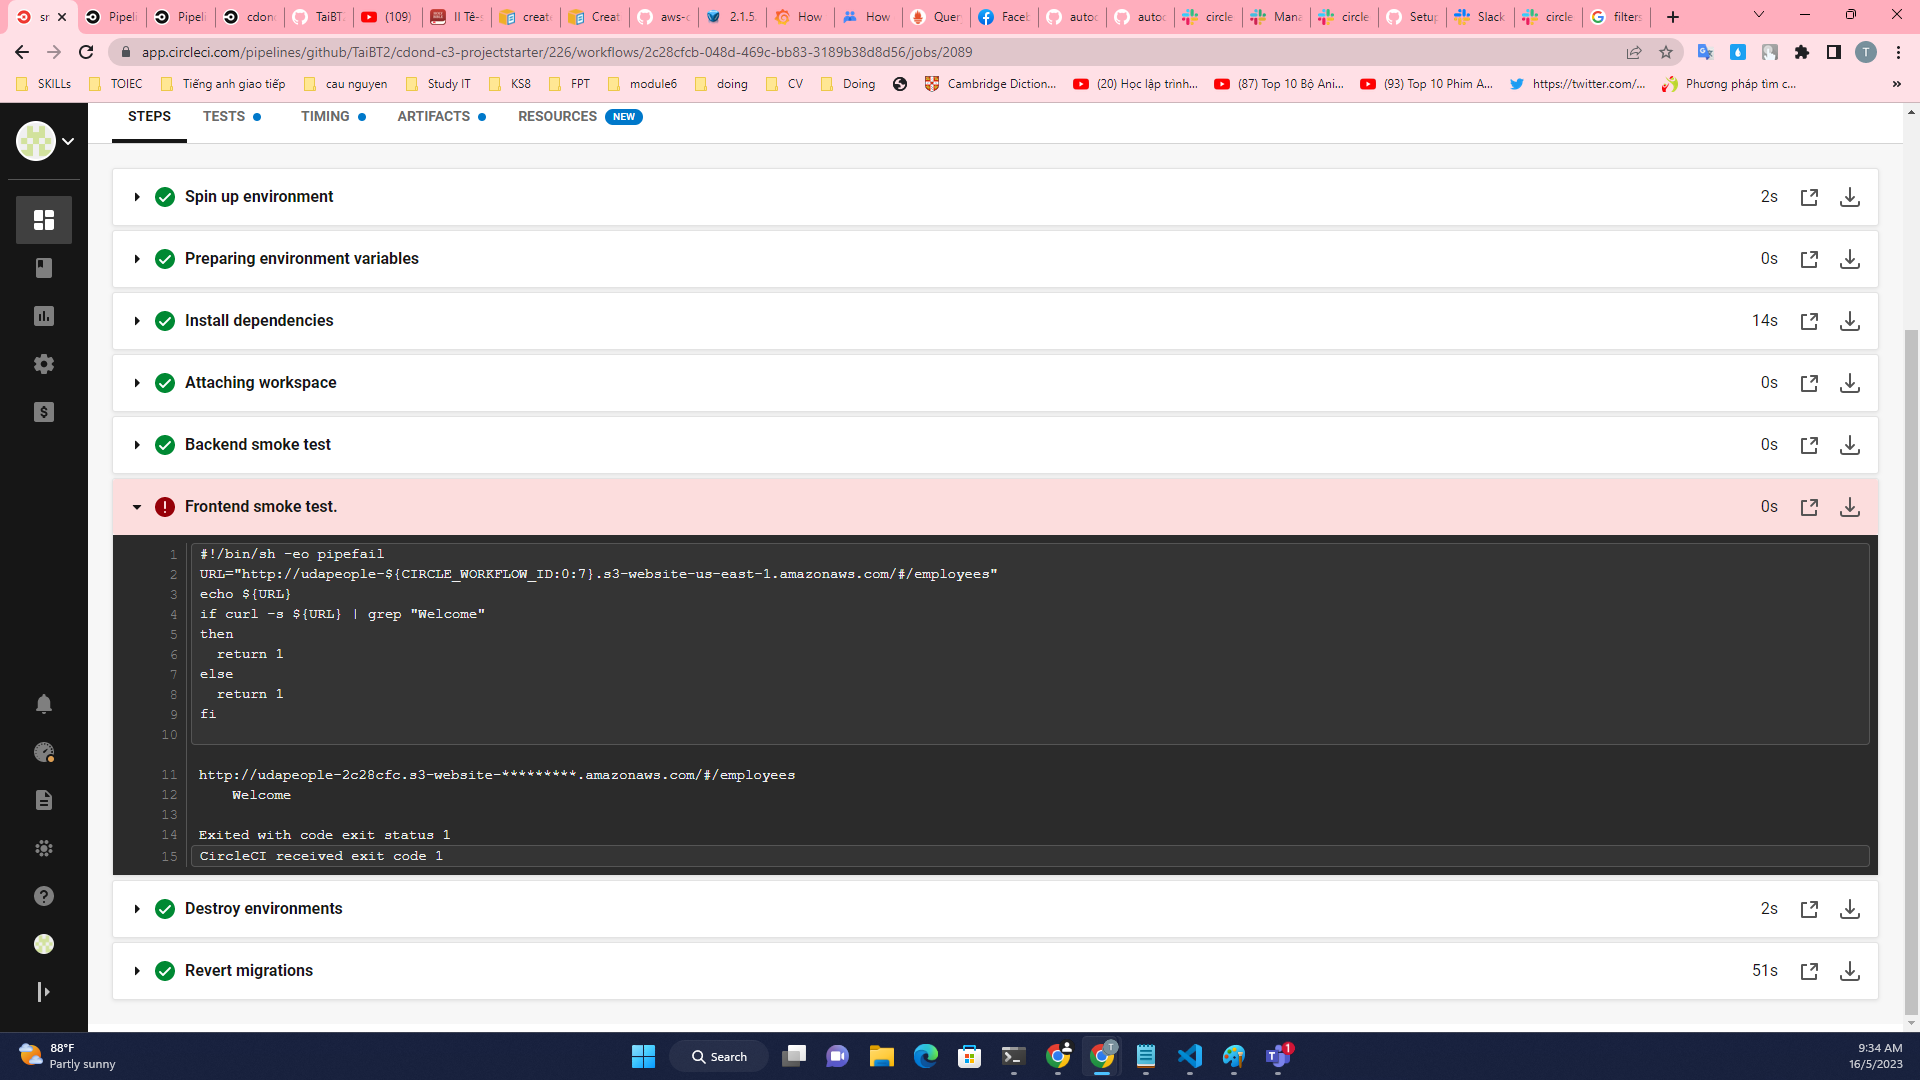 sr
Pipeli
Pipeli
cdon
TaiBT
(109)
II Tê-s
create
Creat
aws-c
2.1.5.
How
How
Quer
Faceb
autoc
autoc
circle
Mana
circle
Setup
Slack
circle
filters
app.circleci.com/pipelines/github/TaiBT2/cdond-c3-projectstarter/226/workflows/2c28cfcb-048d-469c-bb83-3189b38d8d56/jobs/2089
T
SKILLs
TOIEC
Tiếng anh giao tiếp
cau nguyen
Study IT
KS8
FPT
module6
doing
CV
Doing
Cambridge Diction...
(20) Học lập trình...
(87) Top 10 Bộ Ani...
(93) Top 10 Phim A...
https://twitter.com/...
Phương pháp tìm c...
»
STEPS
TESTS
TIMING
ARTIFACTS
RESOURCES NEW
Spin up environment 2s
Preparing environment variables 0s
Install dependencies 14s
Attaching workspace 0s
Backend smoke test 0s
Frontend smoke test. 0s
1 #!/bin/sh -eo pipefail
2 URL="http://udapeople-${CIRCLE_WORKFLOW_ID:0:7}.s3-website-us-east-1.amazonaws.com/#/employees"
3 echo ${URL}
4 if curl -s ${URL} | grep "Welcome"
5 then
6 return 1
7 else
8 return 1
9 fi
10
11 http://udapeople-2c28cfc.s3-website-*********.amazonaws.com/#/employees
12 Welcome
13
14 Exited with code exit status 1
15 CircleCI received exit code 1
Destroy environments 2s
Revert migrations 51s
88°F
Partly sunny
Search
T
1
9:34 AM
16/5/2023